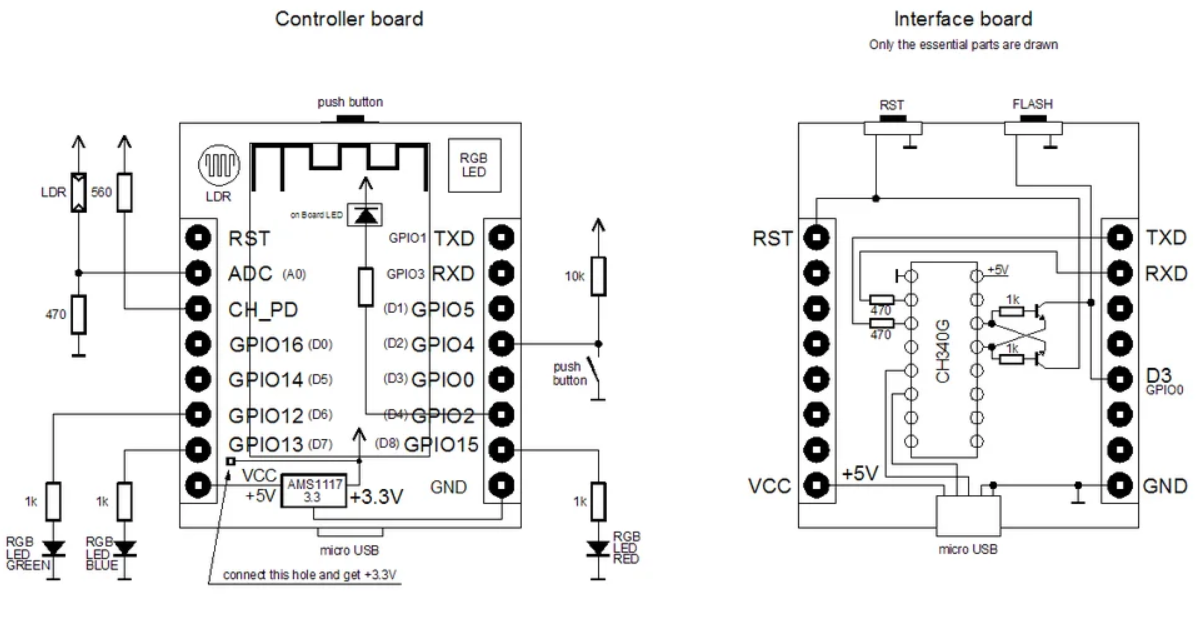 Controller board
Interface board
Only the essential parts are drawn
push button
RST
FLASH
LDR
560
LDR
RGB
LED
on Board LED
RST
GPIO1 TXD
ADC (A0)
GPIO3 RXD
CH_PD
(D1) GPIO5
470
GPIO16 (D0)
(D2) GPIO4
10k
GPIO14 (D5)
(D3) GPIO0
push
button
GPIO12 (D6)
(D4) GPIO2
GPIO13 (D7)
(D8) GPIO15
VCC
+5V
AMS1117
3.3
+3.3V
GND
1k
1k
1k
RGB
LED
GREEN
RGB
LED
BLUE
RGB
LED
RED
micro USB
connect this hole and get +3.3V
RST
TXD
RXD
+5V
470
470
1k
1k
CH340G
D3
GPIO0
VCC
+5V
GND
micro USB